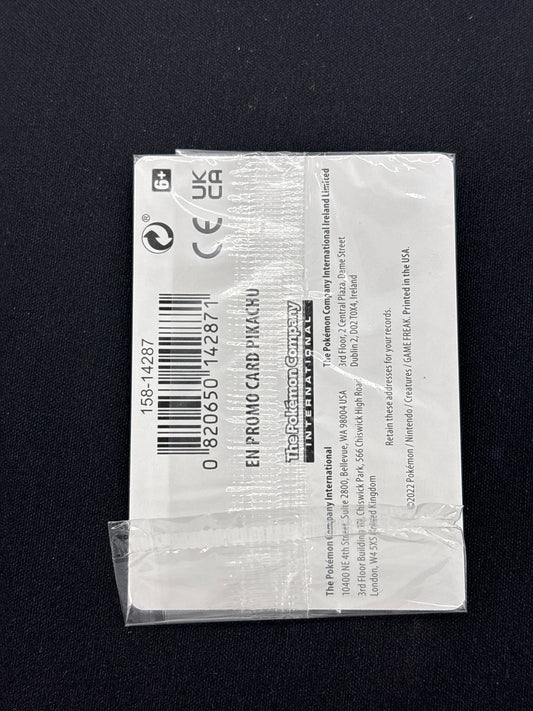 158-14287
0 820650 142871
6+
CE
UK
CA
®
EN PROMO CARD PIKACHU
The Pokémon Company
INTERNATIONAL
The Pokémon Company International
10400 NE 4th Street, Suite 2800, Bellevue, WA 98004 USA
3rd Floor Building 10, Chiswick Park, 566 Chiswick High Road
London, W4 5XS United Kingdom
The Pokémon Company International Ireland Limited
3rd Floor, 2 Central Plaza, Dame Street
Dublin 2, D02 T0X4, Ireland
Retain these addresses for your records.
©2022 Pokémon / Nintendo / Creatures / GAME FREAK. Printed in the USA.